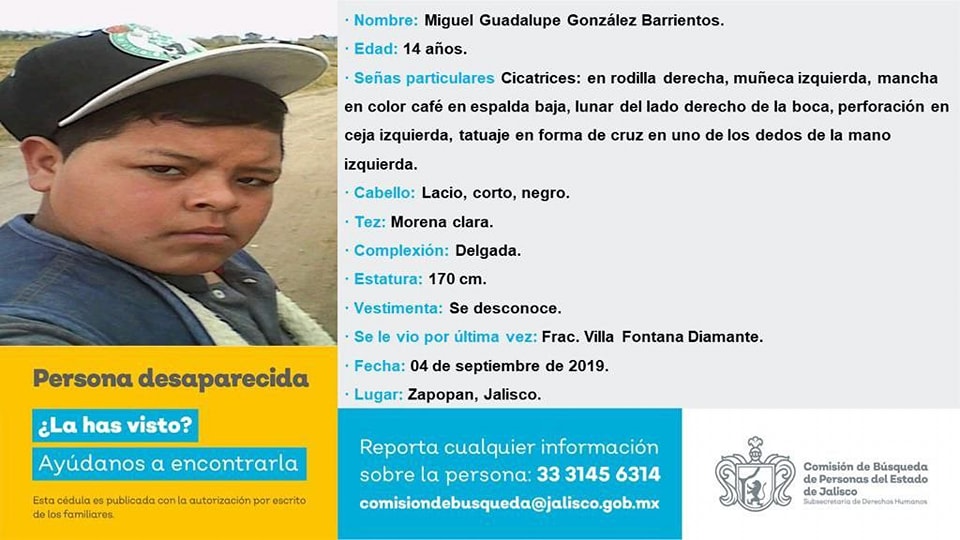 · Nombre: Miguel Guadalupe González Barrientos.
· Edad: 14 años.
· Señas particulares Cicatrices: en rodilla derecha, muñeca izquierda, mancha
en color café en espalda baja, lunar del lado derecho de la boca, perforación en
ceja izquierda, tatuaje en forma de cruz en uno de los dedos de la mano
izquierda.
· Cabello: Lacio, corto, negro.
· Tez: Morena clara.
· Complexión: Delgada.
· Estatura: 170 cm.
· Vestimenta: Se desconoce.
· Se le vio por última vez: Frac. Villa Fontana Diamante.
· Fecha: 04 de septiembre de 2019.
· Lugar: Zapopan, Jalisco.
Persona desaparecida
¿La has visto?
Ayúdanos a encontrarla
Esta cédula es publicada con la autorización por escrito
de los familiares.
Reporta cualquier información
sobre la persona: 33 3145 6314
comisiondebusqueda@jalisco.gob.mx
Comisión de Búsqueda
de Personas del Estado
de Jalisco
Subsecretaría de Derechos Humanos